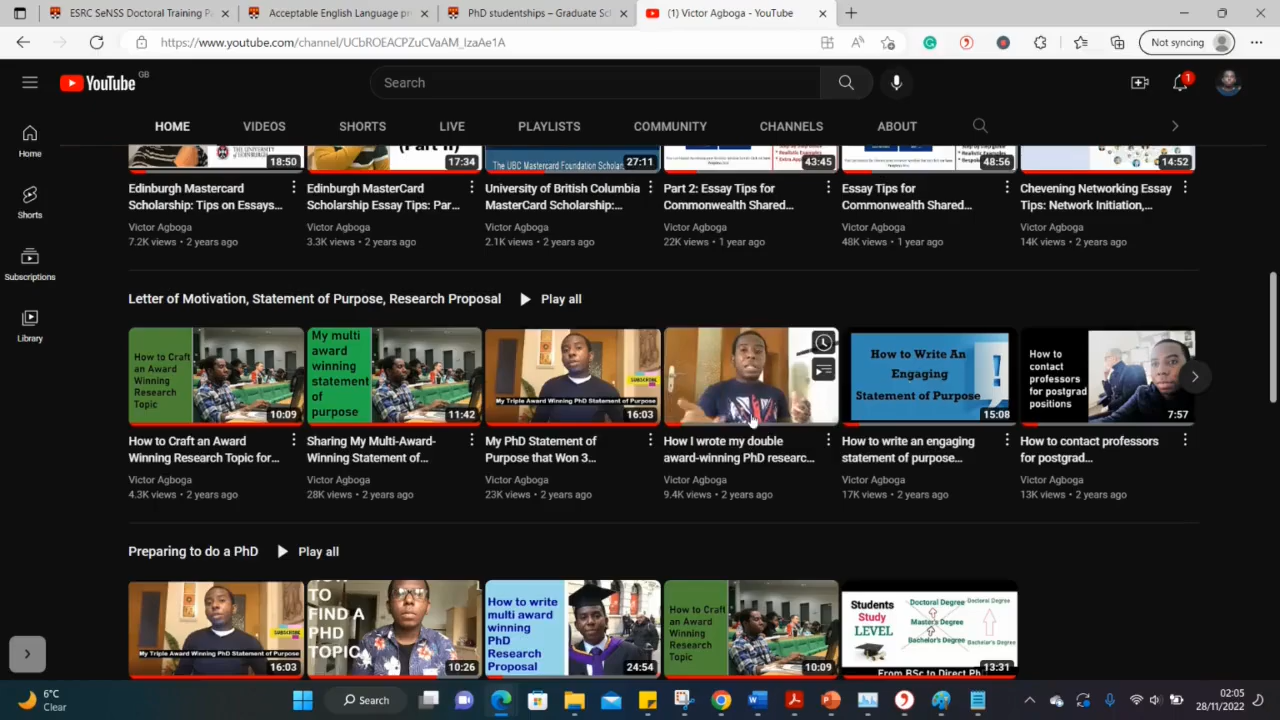 ESRC SeNSS Doctoral Training Pa
Acceptable English Language pr
PhD studentships – Graduate Sch
Victor Agboga - YouTube
https://www.youtube.com/channel/UCbROEACPZuCVaAM_IzaAe1A
Not syncing
YouTube GB
Search
1
HOME VIDEOS SHORTS LIVE PLAYLISTS COMMUNITY CHANNELS ABOUT
Home
Shorts
Subscriptions
Library
18:50
(Part II)
17:34
The UBC Mastercard Foundation Scholar
27:11
43:45
48:56
14:52
Edinburgh Mastercard
Scholarship: Tips on Essays...
Victor Agboga
7.2K views • 2 years ago
Edinburgh MasterCard
Scholarship Essay Tips: Par...
Victor Agboga
3.3K views • 2 years ago
University of British Columbia
MasterCard Scholarship:...
Victor Agboga
2.1K views • 2 years ago
Part 2: Essay Tips for
Commonwealth Shared...
Victor Agboga
22K views • 1 year ago
Essay Tips for
Commonwealth Shared...
Victor Agboga
48K views • 1 year ago
Chevening Networking Essay
Tips: Network Initiation,...
Victor Agboga
14K views • 2 years ago
Letter of Motivation, Statement of Purpose, Research Proposal Play all
How to Craft
an Award
Winning
Research
Topic
10:09
My multi
award
winning
statement
of
purpose
11:42
SUBSCRIBE
My Triple Award Winning PhD Statement of Purpose
16:03
How to Write An
Engaging
Statement of Purpose
!
15:08
How to
contact
professors
for postgrad
positions
7:57
How to Craft an Award
Winning Research Topic for...
Victor Agboga
4.3K views • 2 years ago
Sharing My Multi-Award-
Winning Statement of...
Victor Agboga
28K views • 2 years ago
My PhD Statement of
Purpose that Won 3...
Victor Agboga
23K views • 2 years ago
How I wrote my double
award-winning PhD researc...
Victor Agboga
9.4K views • 2 years ago
How to write an engaging
statement of purpose...
Victor Agboga
17K views • 2 years ago
How to contact professors
for postgrad...
Victor Agboga
13K views • 2 years ago
Preparing to do a PhD Play all
SUBSCRIBE
My Triple Award Winning PhD Statement of Purpose
16:03
TO
FIND A
PHD
TOPIC
10:26
How to write
multi award
winning
PhD
Research
Proposal
24:54
How to Craft
an Award
Winning
Research
Topic
10:09
Students
Study
LEVEL
Doctoral Degree
Master's Degree
Bachelor's Degree
Doctoral Degree
Bachelor's Degree
From BSc to Direct Ph
13:31
6°C
Clear
Search
02:05
28/11/2022